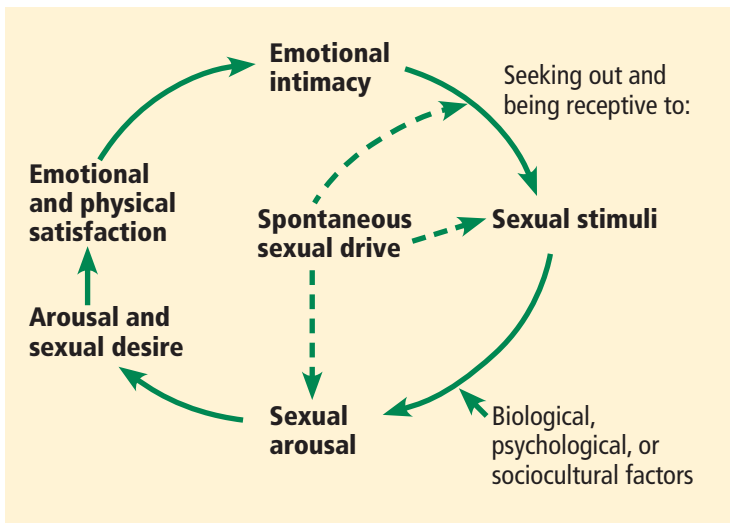 Emotional
intimacy
Seeking out and
being receptive to:
Emotional
and physical
satisfaction
Spontaneous
sexual drive
Sexual stimuli
Arousal and
sexual desire
Sexual
arousal
Biological,
psychological, or
sociocultural factors